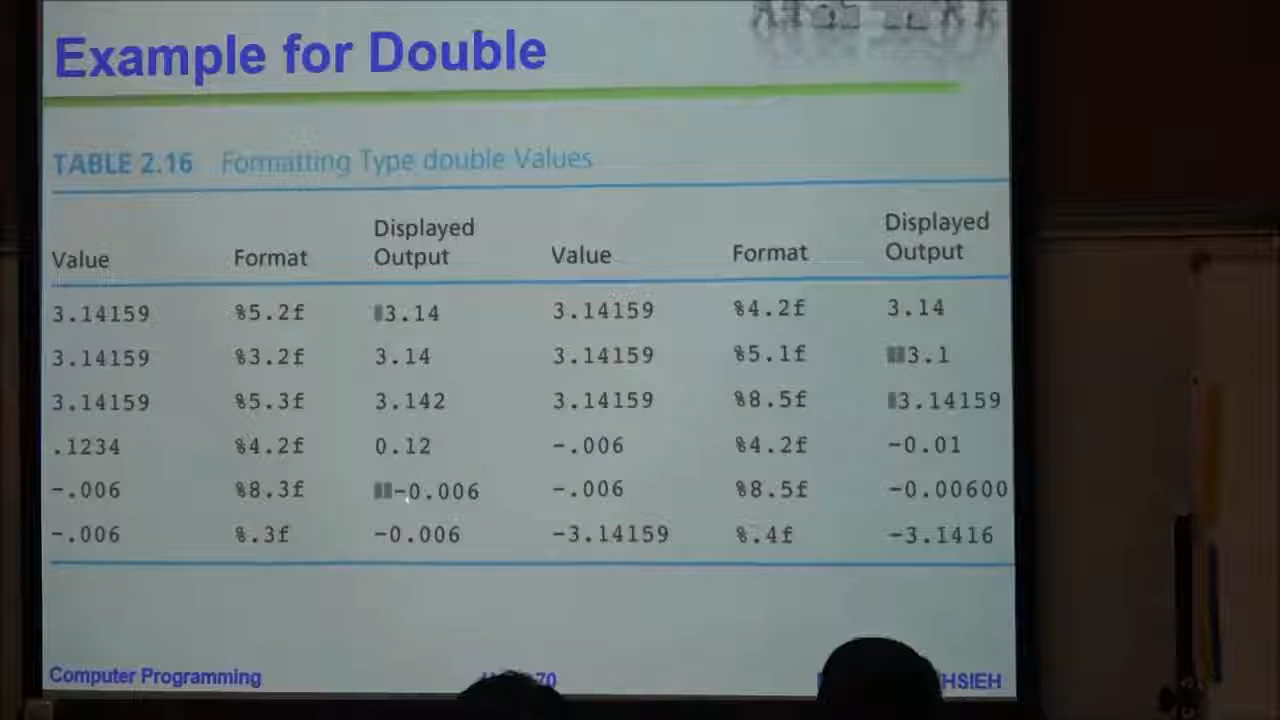 Example for Double
TABLE 2.16 Formatting Type double Values
Value Format Displayed Output Value Format Displayed Output
3.14159 %5.2f ▮3.14 3.14159 %4.2f 3.14
3.14159 %3.2f 3.14 3.14159 %5.1f ▮▮3.1
3.14159 %5.3f 3.142 3.14159 %8.5f ▮3.14159
.1234 %4.2f 0.12 -.006 %4.2f -0.01
-.006 %8.3f ▮▮-0.006 -.006 %8.5f -0.00600
-.006 %.3f -0.006 -3.14159 %.4f -3.1416
Computer Programming 70 HSIEH